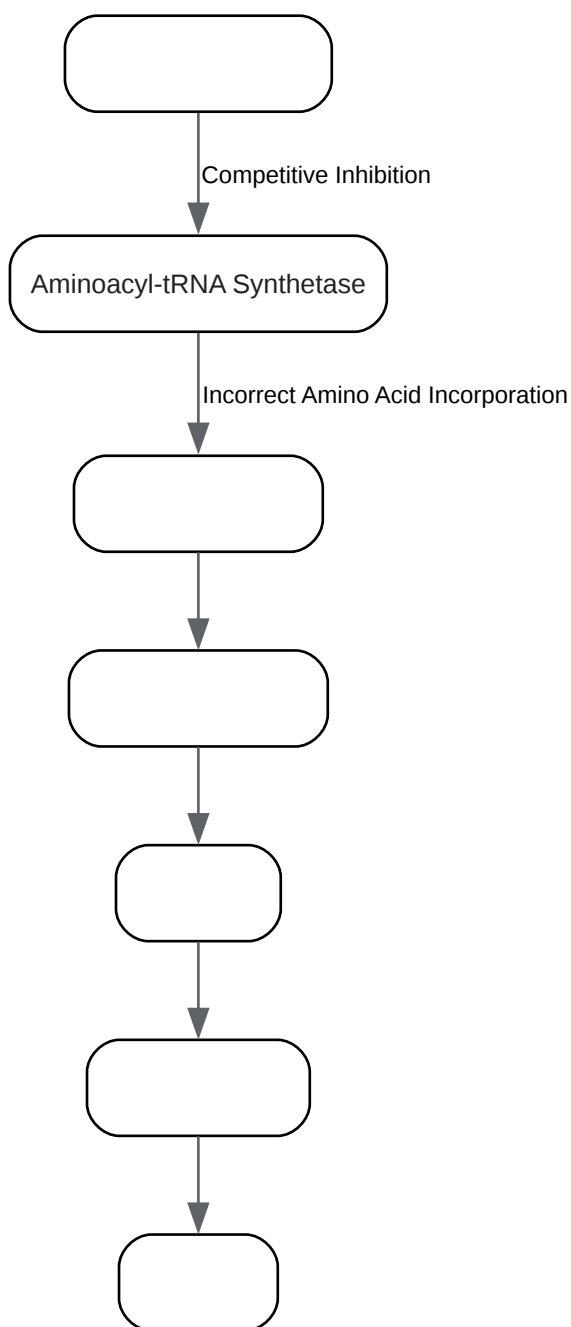 Competitive Inhibition
Aminoacyl-tRNA Synthetase
Incorrect Amino Acid Incorporation